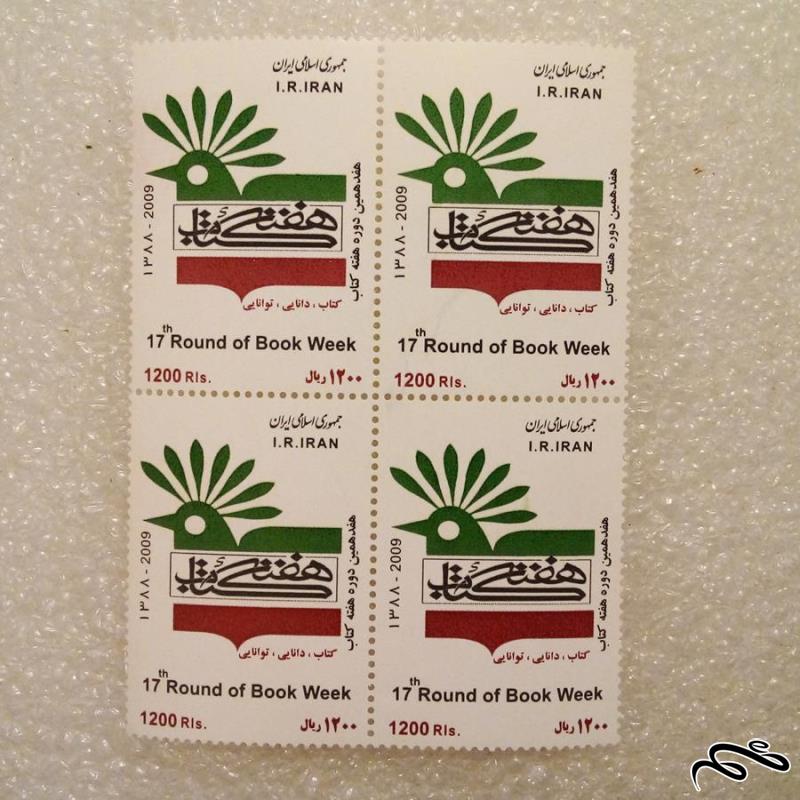 جمهوری اسلامی ایران
I.R.IRAN
۱۳۸۸ - 2009
هفته کتاب
هفدهمین دوره هفته کتاب
کتاب ، دانایی ، توانایی
17th Round of Book Week
1200 Rls.
۱۲۰۰ ریال
جمهوری اسلامی ایران
I.R.IRAN
۱۳۸۸ - 2009
هفته کتاب
هفدهمین دوره هفته کتاب
کتاب ، دانایی ، توانایی
17th Round of Book Week
1200 Rls.
۱۲۰۰ ریال
جمهوری اسلامی ایران
I.R.IRAN
۱۳۸۸ - 2009
هفته کتاب
هفدهمین دوره هفته کتاب
کتاب ، دانایی ، توانایی
17th Round of Book Week
1200 Rls.
۱۲۰۰ ریال
جمهوری اسلامی ایران
I.R.IRAN
۱۳۸۸ - 2009
هفته کتاب
هفدهمین دوره هفته کتاب
کتاب ، دانایی ، توانایی
17th Round of Book Week
1200 Rls.
۱۲۰۰ ریال